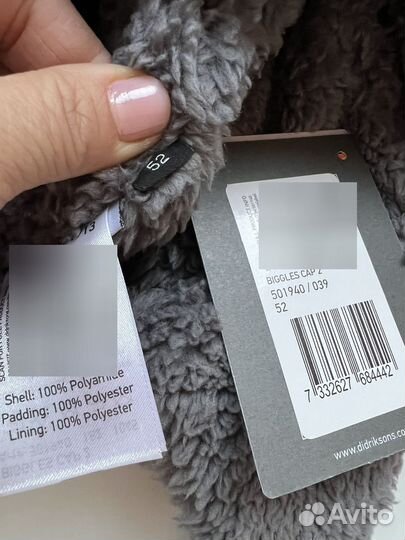 52
Shell: 100% Polyamide
Padding: 100% Polyester
Lining: 100% Polyester
BIGGLES CAP 2
501940 / 039
52
7 332627 684442
www.didriksons.com
Avito